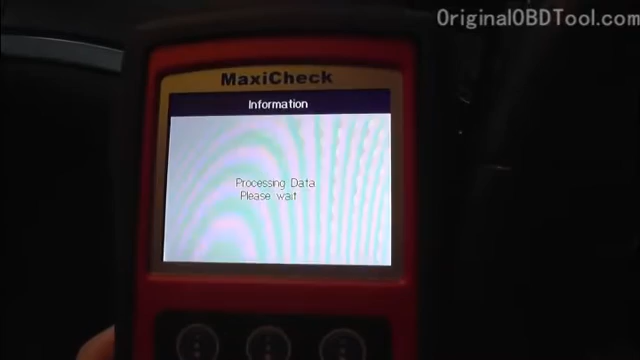 OriginalOBDTool.com
MaxiCheck
Information
Processing Data
Please wait